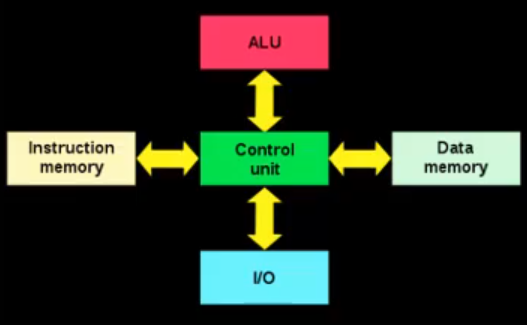 ALU
Instruction
memory
Control
unit
Data
memory
I/O